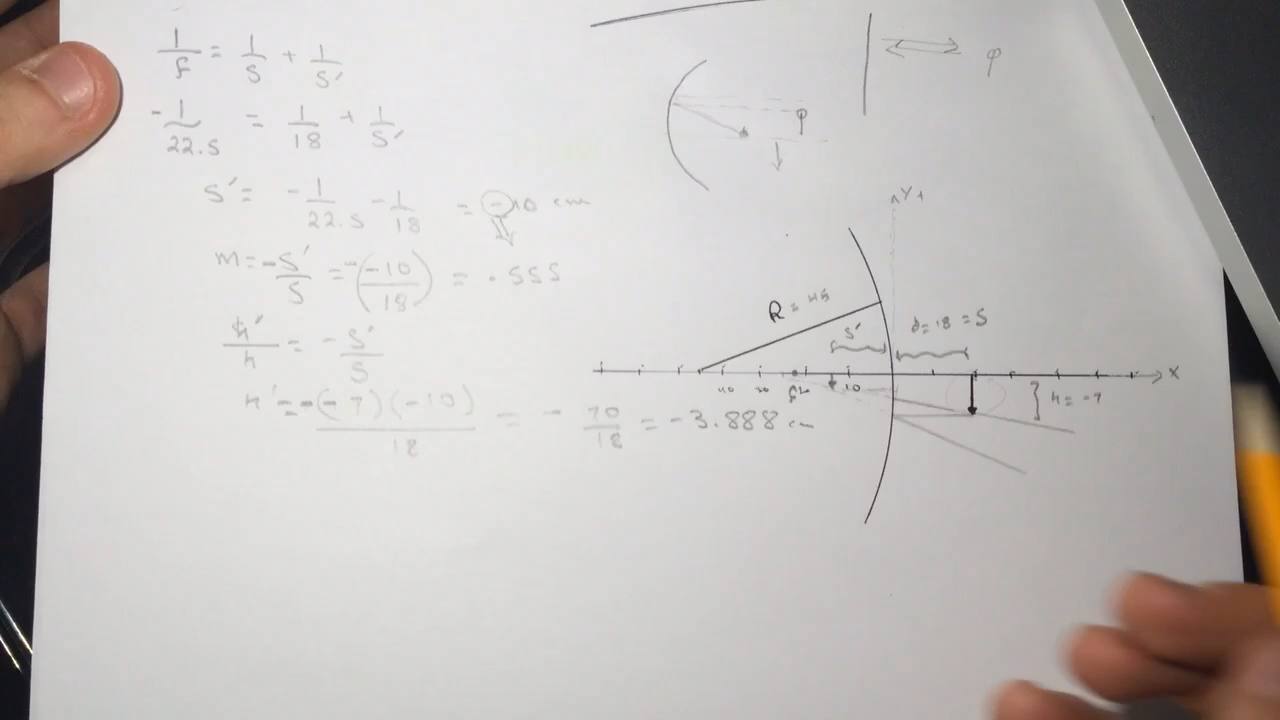 1/f = 1/s + 1/s'
- 1/22.5 = 1/18 + 1/s'
s' = - 1/22.5 - 1/18 = -10 cm
m = - s'/s = - (-10/18) = .555
h'/h = - s'/s
h' = - (-7)(-10)/18 = - 70/18 = -3.888 cm
φ
Y+
R = 45
s'
d = 18 = s
X
40 30 10
h = -7